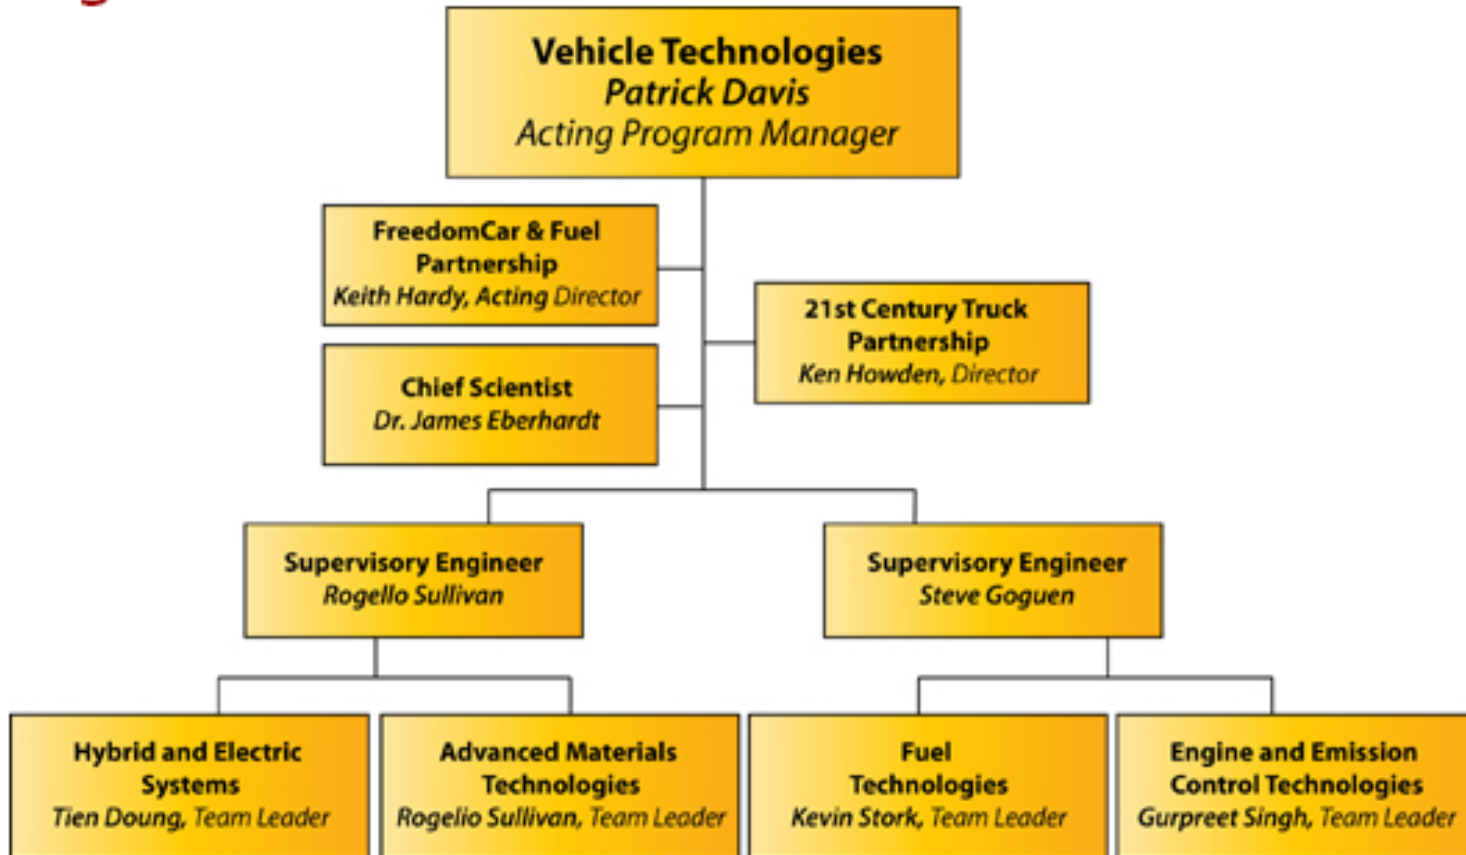 Vehicle Technologies
Patrick Davis
Acting Program Manager
FreedomCar & Fuel
Partnership
Keith Hardy, Acting Director
21st Century Truck
Partnership
Ken Howden, Director
Chief Scientist
Dr. James Eberhardt
Supervisory Engineer
Rogello Sullivan
Supervisory Engineer
Steve Goguen
Hybrid and Electric
Systems
Tien Doung, Team Leader
Advanced Materials
Technologies
Rogelio Sullivan, Team Leader
Fuel
Technologies
Kevin Stork, Team Leader
Engine and Emission
Control Technologies
Gurpreet Singh, Team Leader